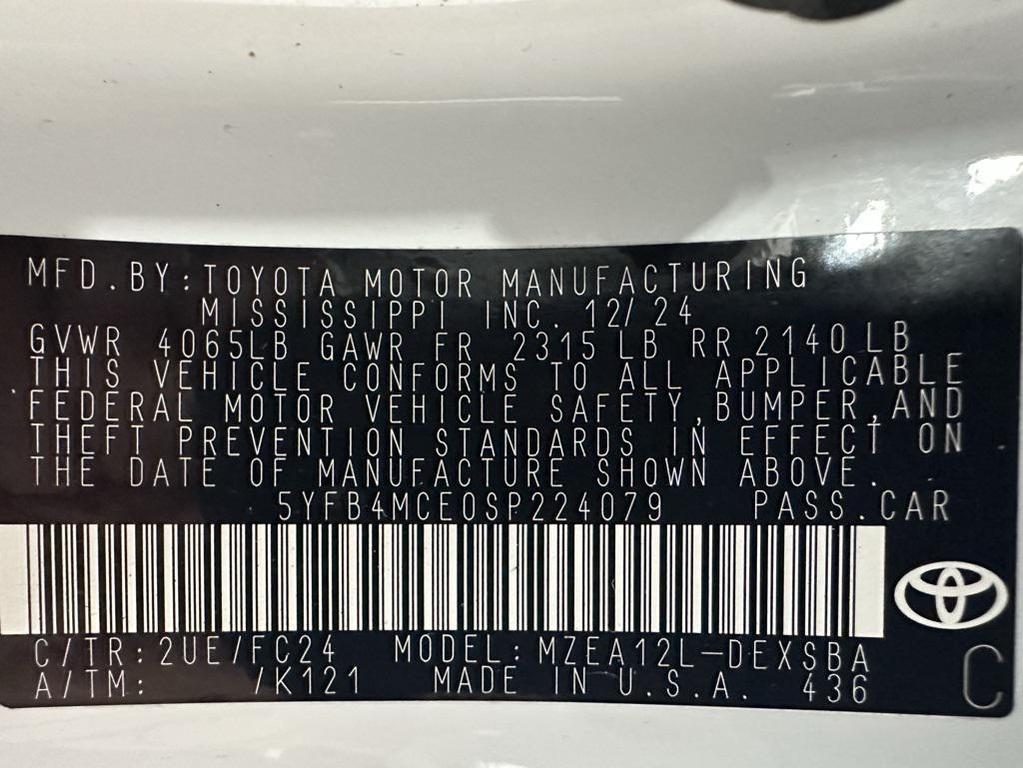 MFD. BY: TOYOTA MOTOR MANUFACTURING
MISSISSIPPI INC. 12/24
GVWR 4065LB GAWR FR 2315 LB RR 2140 LB
THIS VEHICLE CONFORMS TO ALL APPLICABLE
FEDERAL MOTOR VEHICLE SAFETY, BUMPER, AND
THEFT PREVENTION STANDARDS IN EFFECT ON
THE DATE OF MANUFACTURE SHOWN ABOVE.
5YFB4MCE0SP224079 PASS. CAR
C/TR: 2UE/FC24 MODEL: MZEA12L-DEXSBA
A/TM: /K121 MADE IN U.S.A. 436
C